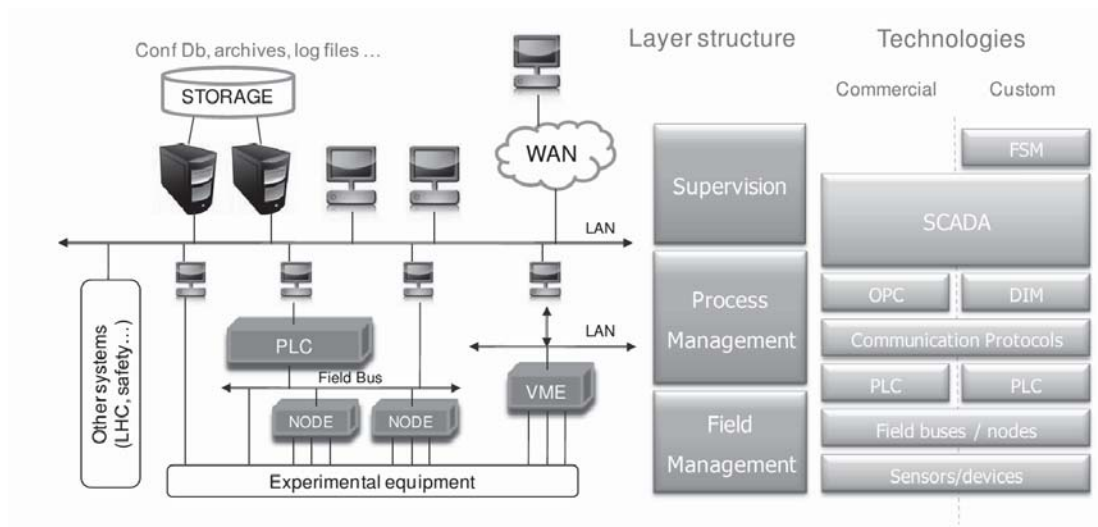 Conf Db, archives, log files ...
STORAGE
WAN
LAN
Other systems
(LHC, safety...)
PLC
LAN
Field Bus
VME
NODE
NODE
Experimental equipment
Layer structure
Supervision
Process
Management
Field
Management
Technologies
Commercial
Custom
FSM
SCADA
OPC
DIM
Communication Protocols
PLC
PLC
Field buses / nodes
Sensors/devices